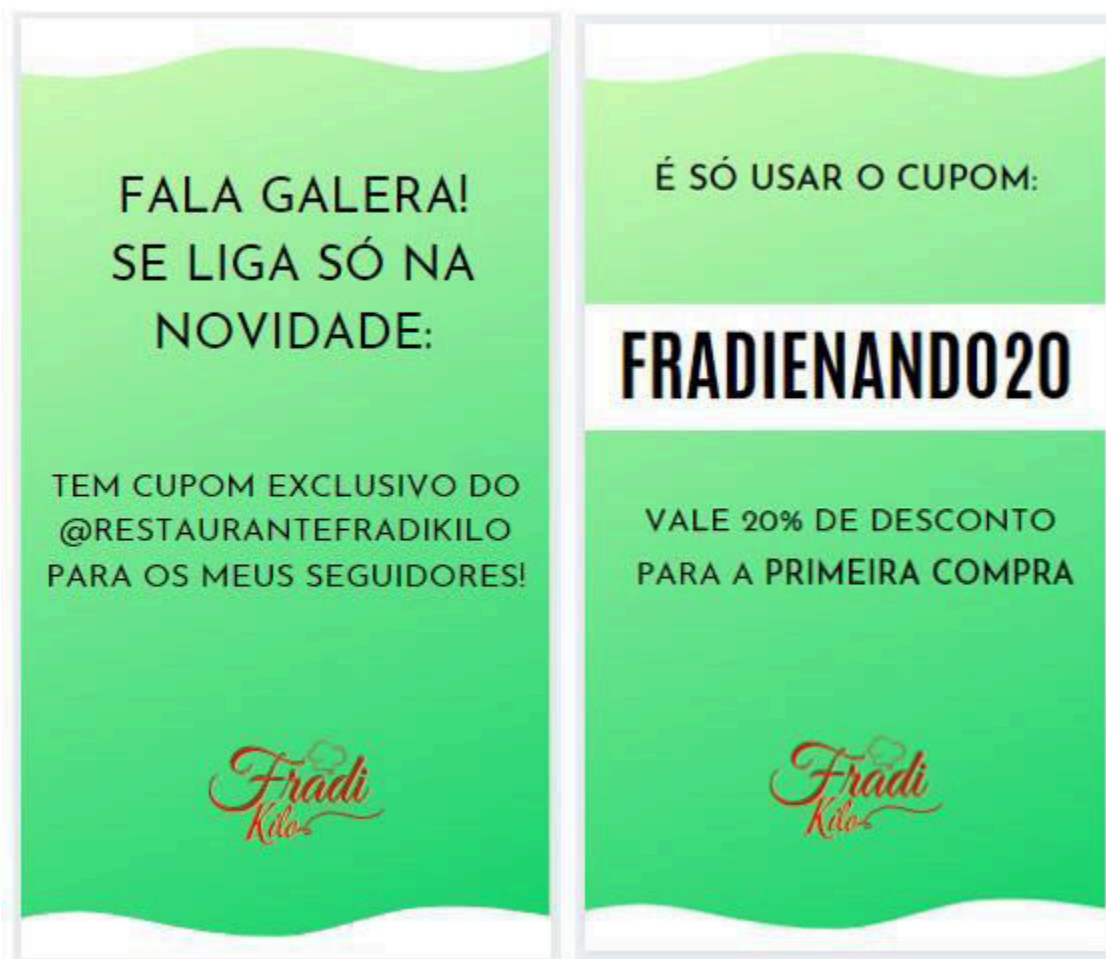 FALA GALERA!
SE LIGA SÓ NA
NOVIDADE:
TEM CUPOM EXCLUSIVO DO
@RESTAURANTEFRADIKILO
PARA OS MEUS SEGUIDORES!
Fradi
Kilo
É SÓ USAR O CUPOM:
FRADIENANDO20
VALE 20% DE DESCONTO
PARA A PRIMEIRA COMPRA
Fradi
Kilo